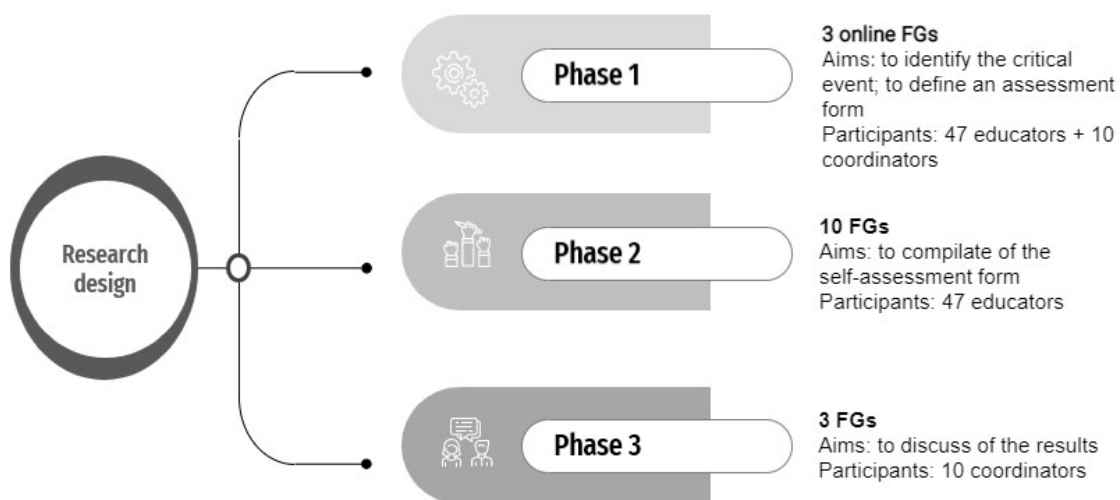 Research
design
Phase 1
3 online FGs
Aims: to identify the critical
event; to define an assessment
form
Participants: 47 educators + 10
coordinators
Phase 2
10 FGs
Aims: to compilate of the
self-assessment form
Participants: 47 educators
Phase 3
3 FGs
Aims: to discuss of the results
Participants: 10 coordinators